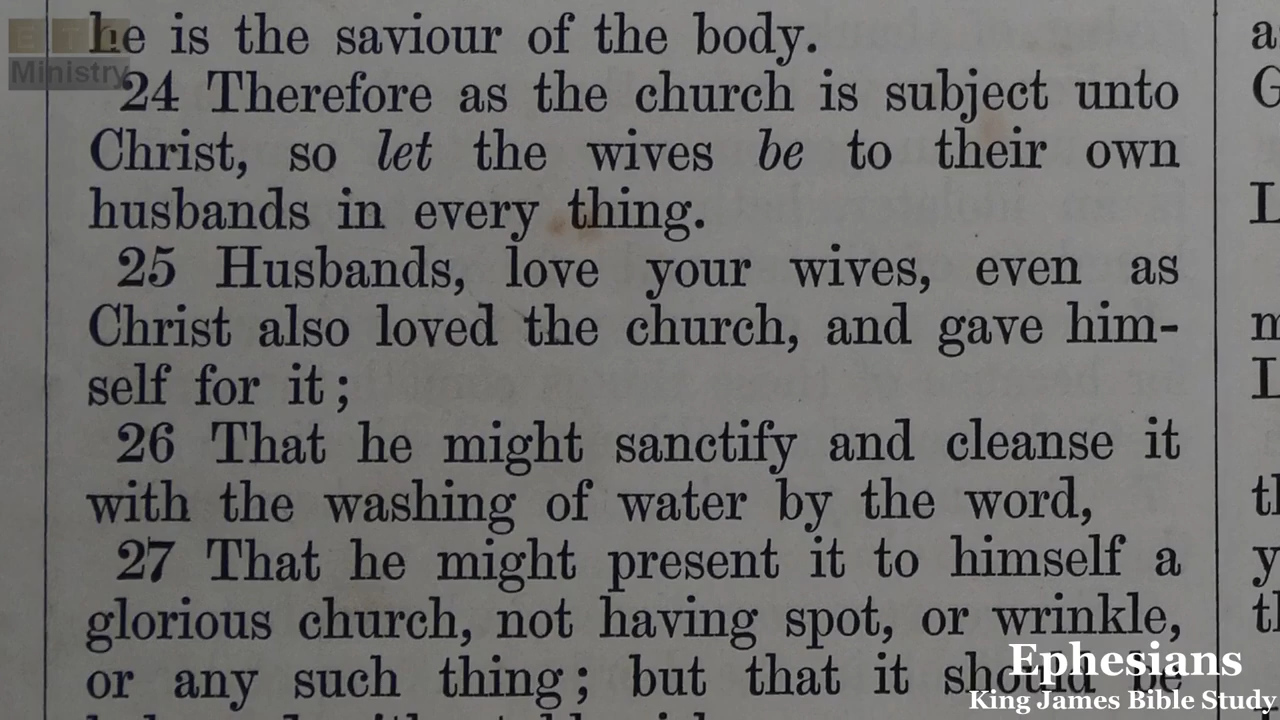 he is the saviour of the body.
24 Therefore as the church is subject unto
Christ, so let the wives be to their own
husbands in every thing.
25 Husbands, love your wives, even as
Christ also loved the church, and gave him-
self for it;
26 That he might sanctify and cleanse it
with the washing of water by the word,
27 That he might present it to himself a
glorious church, not having spot, or wrinkle,
or any such thing; but that it should be
Ministry
Ephesians
King James Bible Study